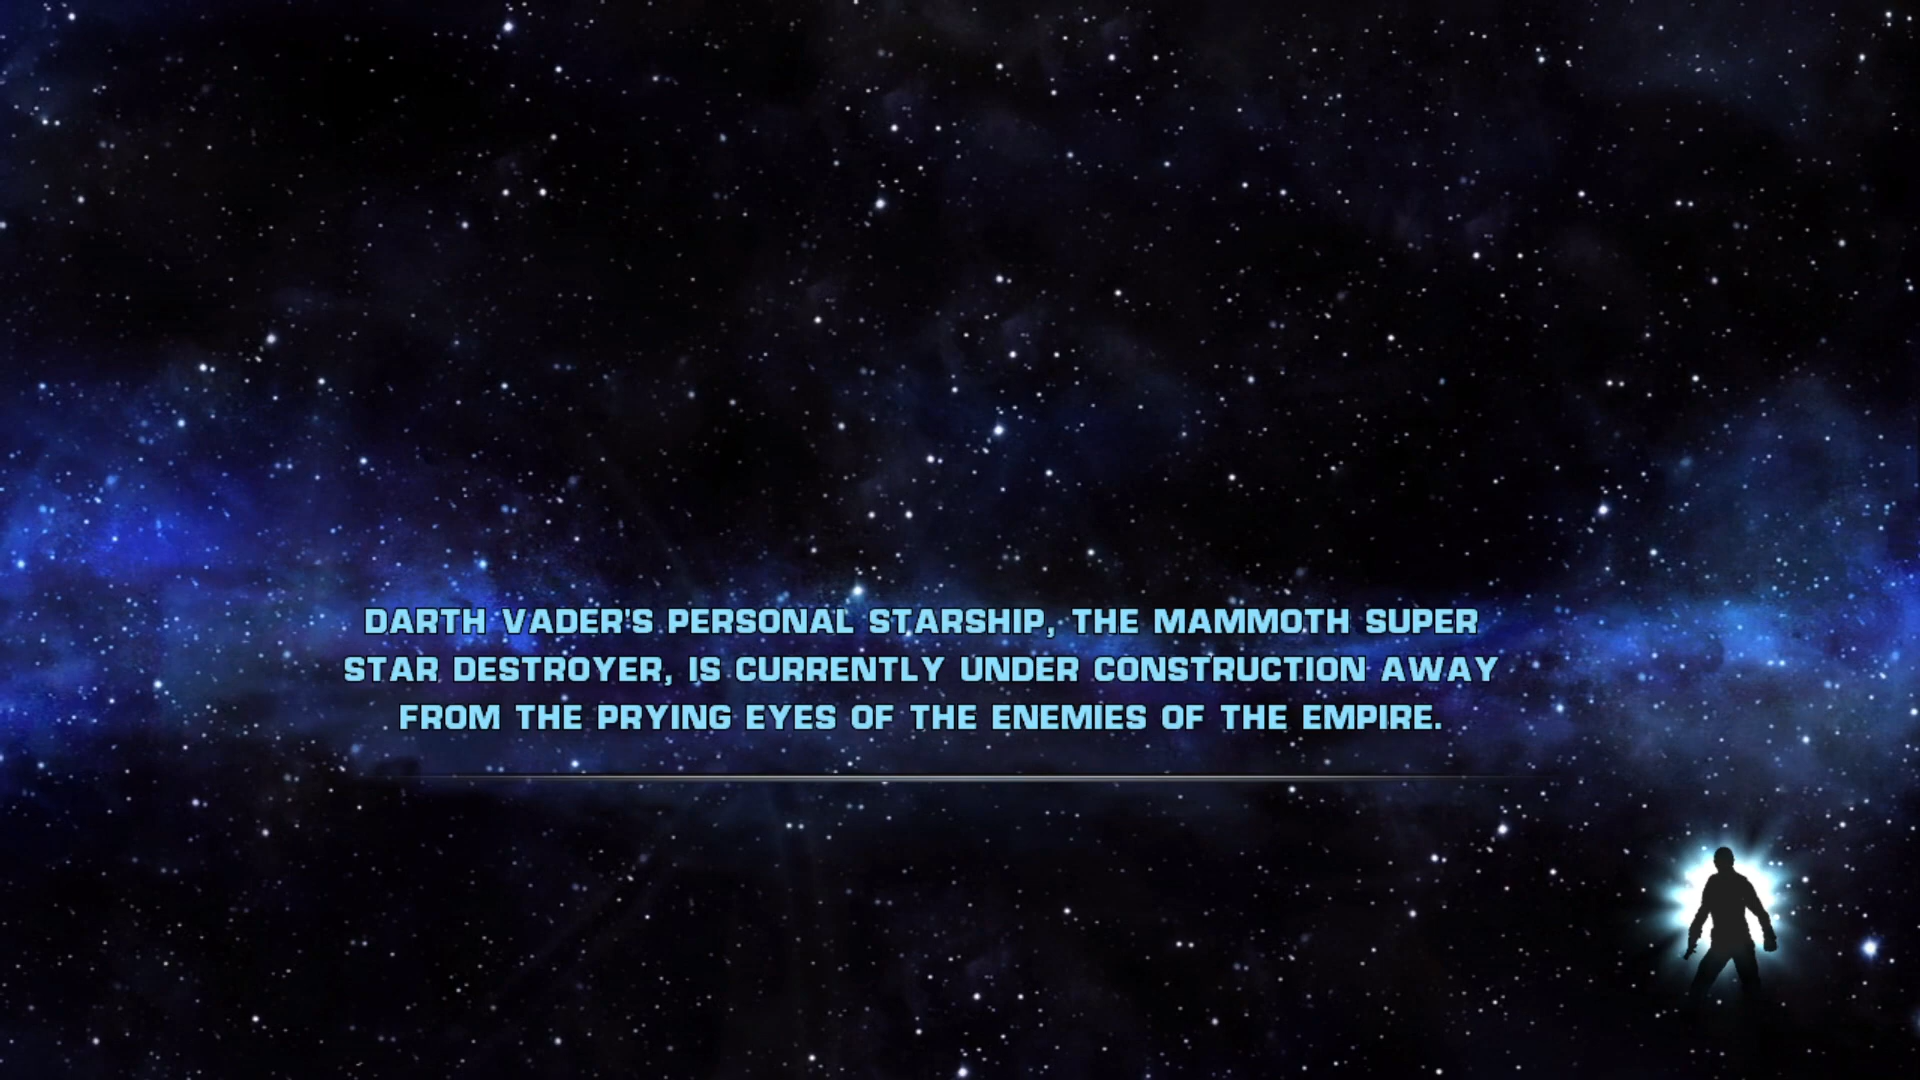 DARTH VADER'S PERSONAL STARSHIP, THE MAMMOTH SUPER
STAR DESTROYER, IS CURRENTLY UNDER CONSTRUCTION AWAY
FROM THE PRYING EYES OF THE ENEMIES OF THE EMPIRE.